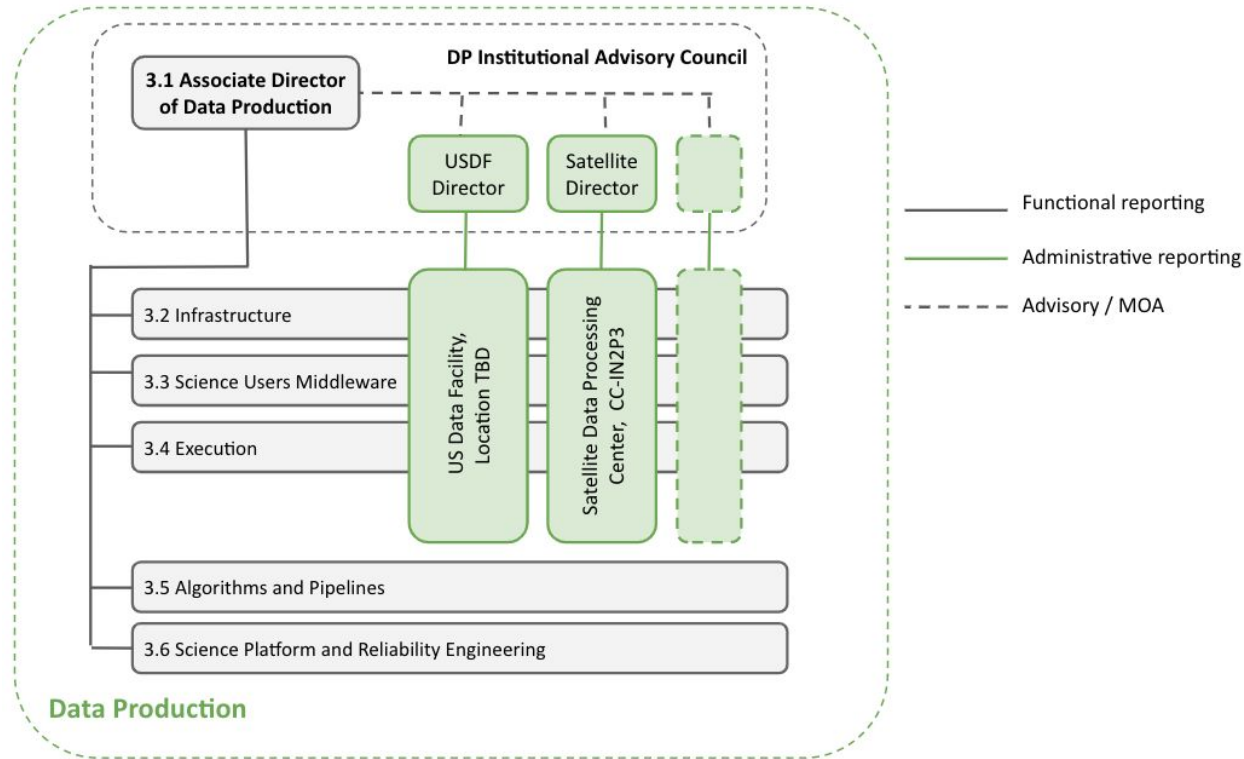 DP Institutional Advisory Council
3.1 Associate Director
of Data Production
USDF
Director
Satellite
Director
Functional reporting
Administrative reporting
Advisory / MOA
3.2 Infrastructure
3.3 Science Users Middleware
3.4 Execution
US Data Facility,
Location TBD
Satellite Data Processing
Center, CC-IN2P3
3.5 Algorithms and Pipelines
3.6 Science Platform and Reliability Engineering
Data Production